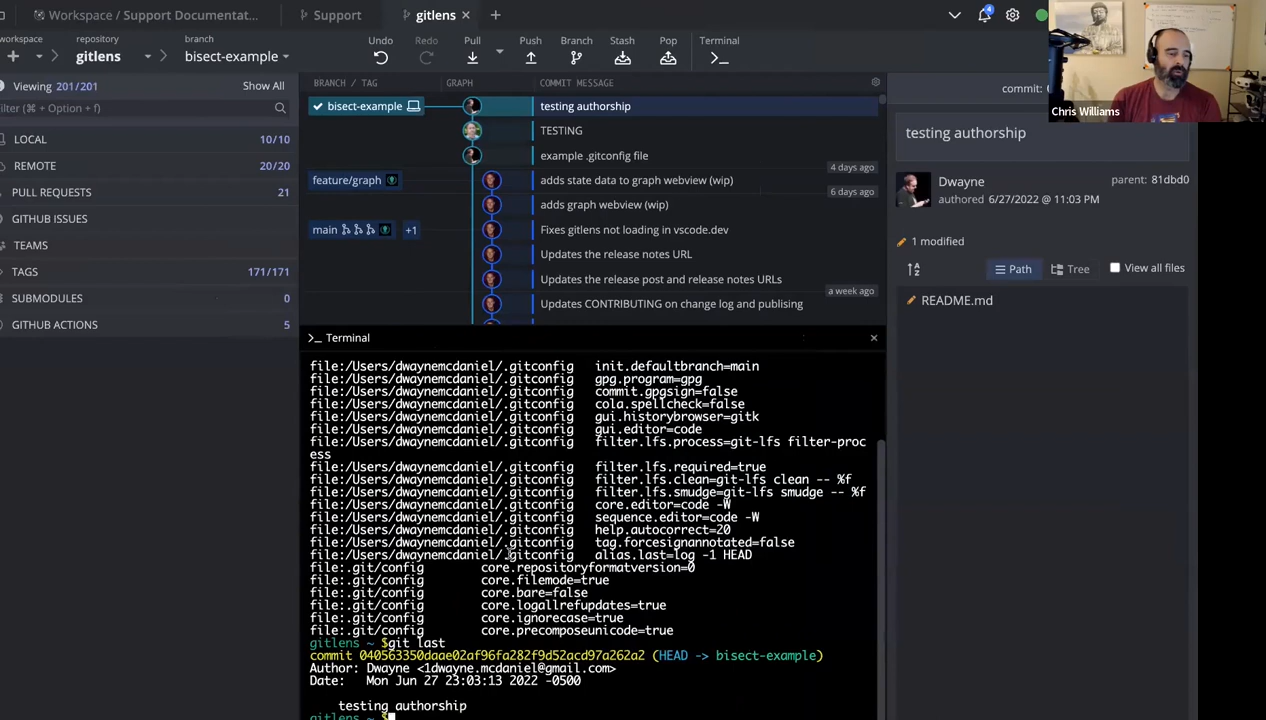 Workspace / Support Documentat...
Support
gitlens
4
workspace
repository
branch
gitlens
bisect-example
Undo
Redo
Pull
Push
Branch
Stash
Pop
Terminal
Chris Williams
Viewing 201/201
Show All
ilter (⌘ + Option + f)
LOCAL 10/10
REMOTE 20/20
PULL REQUESTS 21
GITHUB ISSUES
TEAMS
TAGS 171/171
SUBMODULES 0
GITHUB ACTIONS 5
BRANCH / TAG GRAPH COMMIT MESSAGE
bisect-example testing authorship
TESTING
example .gitconfig file
4 days ago
feature/graph adds state data to graph webview (wip)
6 days ago
adds graph webview (wip)
main +1 Fixes gitlens not loading in vscode.dev
Updates the release notes URL
Updates the release post and release notes URLs
a week ago
Updates CONTRIBUTING on change log and publising
commit:
testing authorship
Dwayne
authored 6/27/2022 @ 11:03 PM
parent: 81dbd0
1 modified
Path
Tree
View all files
README.md
>_ Terminal
file:/Users/dwaynemcdaniel/.gitconfig init.defaultbranch=main
file:/Users/dwaynemcdaniel/.gitconfig gpg.program=gpg
file:/Users/dwaynemcdaniel/.gitconfig commit.gpgsign=false
file:/Users/dwaynemcdaniel/.gitconfig cola.spellcheck=false
file:/Users/dwaynemcdaniel/.gitconfig gui.historybrowser=gitk
file:/Users/dwaynemcdaniel/.gitconfig gui.editor=code
file:/Users/dwaynemcdaniel/.gitconfig filter.lfs.process=git-lfs filter-proc
ess
file:/Users/dwaynemcdaniel/.gitconfig filter.lfs.required=true
file:/Users/dwaynemcdaniel/.gitconfig filter.lfs.clean=git-lfs clean -- %f
file:/Users/dwaynemcdaniel/.gitconfig filter.lfs.smudge=git-lfs smudge -- %f
file:/Users/dwaynemcdaniel/.gitconfig core.editor=code -W
file:/Users/dwaynemcdaniel/.gitconfig sequence.editor=code -W
file:/Users/dwaynemcdaniel/.gitconfig help.autocorrect=20
file:/Users/dwaynemcdaniel/.gitconfig tag.forcesignannotated=false
file:/Users/dwaynemcdaniel/.gitconfig alias.last=log -1 HEAD
file:.git/config core.repositoryformatversion=0
file:.git/config core.filemode=true
file:.git/config core.bare=false
file:.git/config core.logallrefupdates=true
file:.git/config core.ignorecase=true
file:.git/config core.precomposeunicode=true
gitlens ~ $git last
commit 040563350daae02af96fa282f9d52acd97a262a2 (HEAD -> bisect-example)
Author: Dwayne <1dwayne.mcdaniel@gmail.com>
Date: Mon Jun 27 23:03:13 2022 -0500
testing authorship
gitlens ~ $